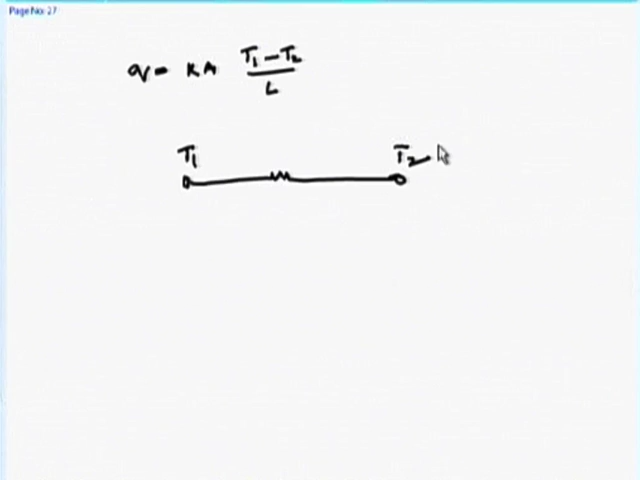 Page No: 27
q = KA (T₁ - T₂)/L
T₁ T₂